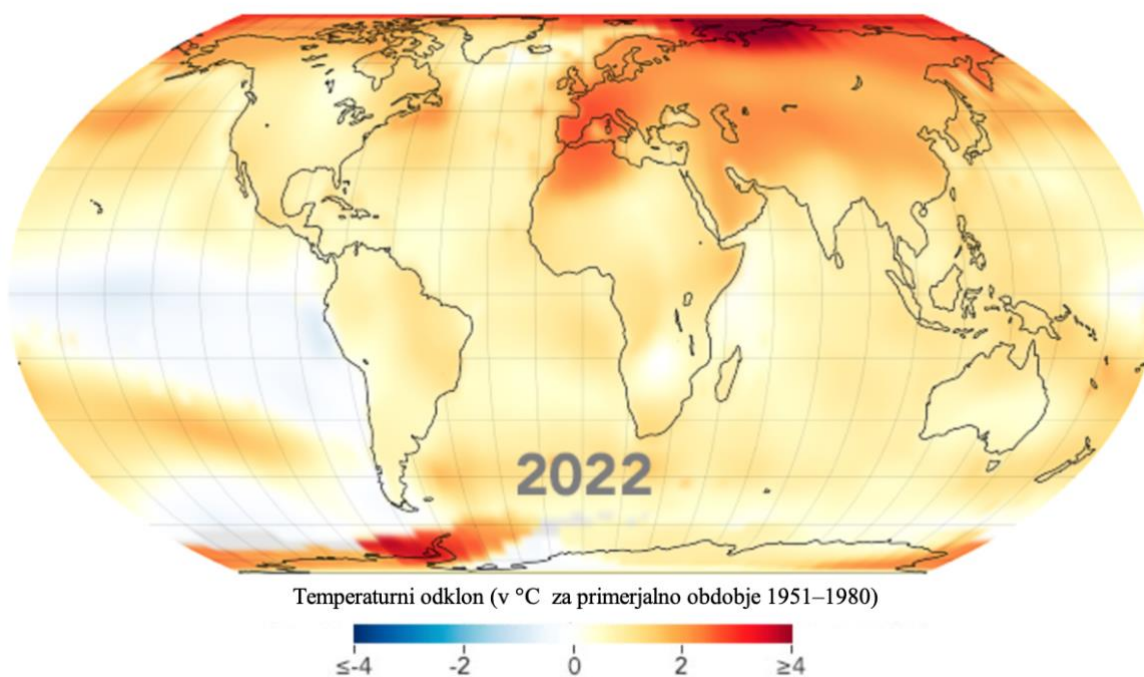 2022
Temperaturni odklon (v °C za primerjalno obdobje 1951–1980)
≤-4 -2 0 2 ≥4